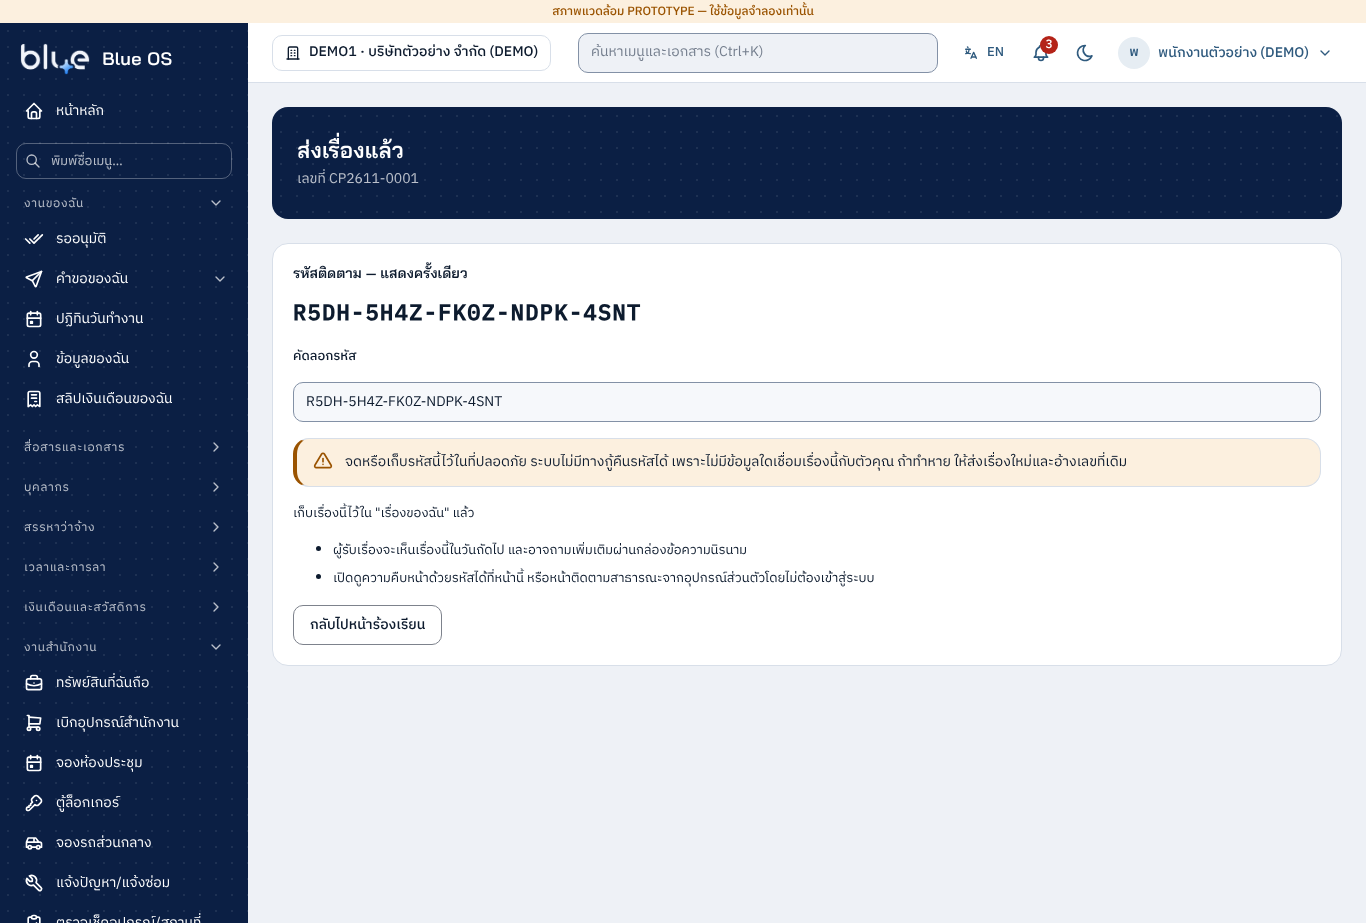 สภาพแวดล้อม PROTOTYPE — ใช้ข้อมูลจำลองเท่านั้น
blue Blue OS
หน้าหลัก
พิมพ์ชื่อเมนู...
งานของฉัน
รออนุมัติ
คำขอของฉัน
ปฏิทินวันทำงาน
ข้อมูลของฉัน
สลิปเงินเดือนของฉัน
สื่อสารและเอกสาร
บุคลากร
สรรหาว่าจ้าง
เวลาและการลา
เงินเดือนและสวัสดิการ
งานสำนักงาน
ทรัพย์สินที่ฉันถือ
เบิกอุปกรณ์สำนักงาน
จองห้องประชุม
ตู้ล็อกเกอร์
จองรถส่วนกลาง
แจ้งปัญหา/แจ้งซ่อม
ตรวจเช็คอุปกรณ์/สถานที่
DEMO1 · บริษัทตัวอย่าง จำกัด (DEMO)
ค้นหาเมนูและเอกสาร (Ctrl+K)
EN
3
พ
พนักงานตัวอย่าง (DEMO)
ส่งเรื่องแล้ว
เลขที่ CP2611-0001
รหัสติดตาม — แสดงครั้งเดียว
R5DH-5H4Z-FK0Z-NDPK-4SNT
คัดลอกรหัส
R5DH-5H4Z-FK0Z-NDPK-4SNT
จดหรือเก็บรหัสนี้ไว้ในที่ปลอดภัย ระบบไม่มีทางกู้คืนรหัสได้ เพราะไม่มีข้อมูลใดเชื่อมเรื่องนี้กับตัวคุณ ถ้าทำหาย ให้ส่งเรื่องใหม่และอ้างเลขที่เดิม
เก็บเรื่องนี้ไว้ใน "เรื่องของฉัน" แล้ว
ผู้รับเรื่องจะเห็นเรื่องนี้ในวันถัดไป และอาจถามเพิ่มเติมผ่านกล่องข้อความนิรนาม
เปิดดูความคืบหน้าด้วยรหัสได้ที่หน้านี้ หรือหน้าติดตามสาธารณะจากอุปกรณ์ส่วนตัวโดยไม่ต้องเข้าสู่ระบบ
กลับไปหน้าร้องเรียน